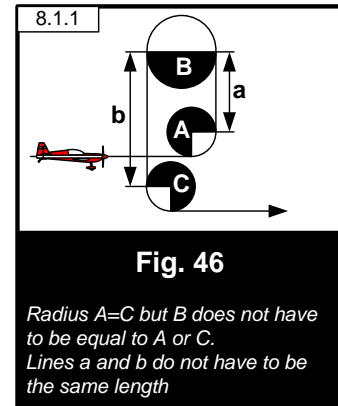 8.1.1
B
b
a
A
C
Fig. 46
Radius A=C but B does not have
to be equal to A or C.
Lines a and b do not have to be
the same length